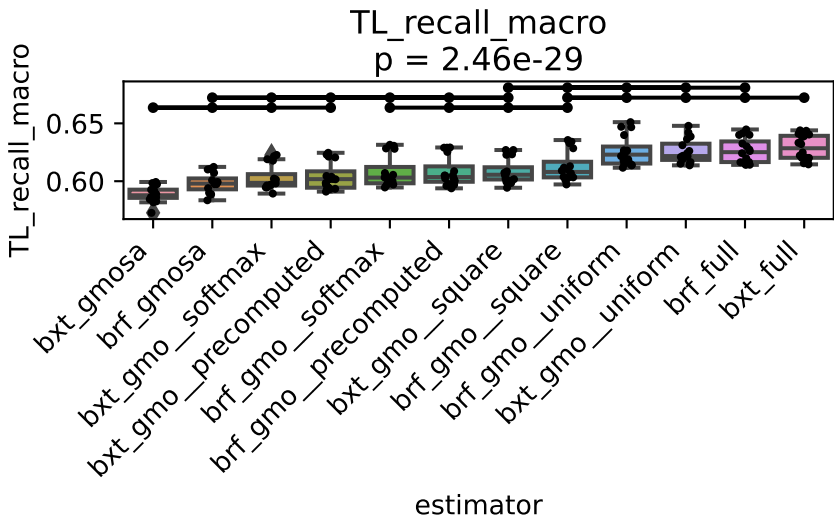 TL_recall_macro
p = 2.46e-29
TL_recall_macro
0.65
0.60
bxt_gmosa
brf_gmosa
bxt_gmo__softmax
bxt_gmo__precomputed
brf_gmo__softmax
brf_gmo__precomputed
bxt_gmo__square
brf_gmo__square
brf_gmo__uniform
bxt_gmo__uniform
brf_full
bxt_full
estimator